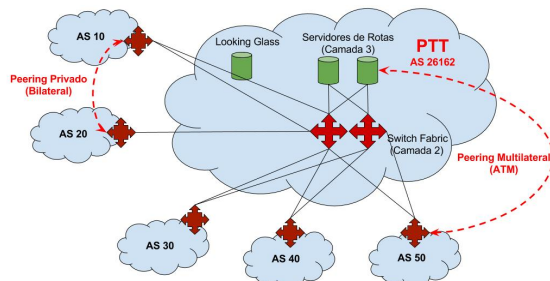 AS 10
Looking Glass
Servidores de Rotas
(Camada 3)
PTT
AS 26162
Peering Privado
(Bilateral)
AS 20
Switch Fabric
(Camada 2)
Peering Multilateral
(ATM)
AS 30
AS 40
AS 50